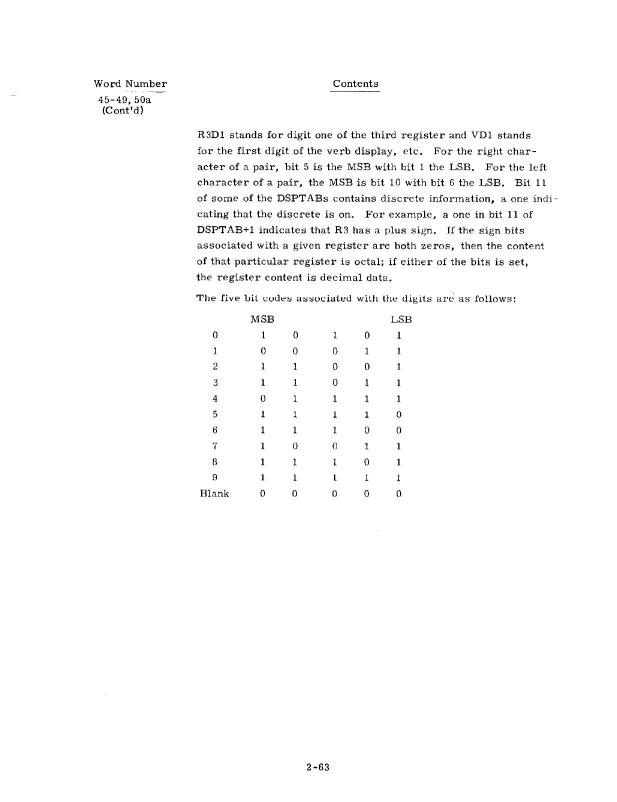 Word Number Contents
45-49, 50a
(Cont'd)
R3D1 stands for digit one of the third register and VD1 stands
for the first digit of the verb display, etc. For the right char-
acter of a pair, bit 5 is the MSB with bit 1 the LSB. For the left
character of a pair, the MSB is bit 10 with bit 6 the LSB. Bit 11
of some of the DSPTABs contains discrete information, a one indi-
cating that the discrete is on. For example, a one in bit 11 of
DSPTAB+1 indicates that R3 has a plus sign. If the sign bits
associated with a given register are both zeros, then the content
of that particular register is octal; if either of the bits is set,
the register content is decimal data.
The five bit codes associated with the digits are as follows:
MSB LSB
0 1 0 1 0 1
1 0 0 0 1 1
2 1 1 0 0 1
3 1 1 0 1 1
4 0 1 1 1 1
5 1 1 1 1 0
6 1 1 1 0 0
7 1 0 0 1 1
8 1 1 1 0 1
9 1 1 1 1 1
Blank 0 0 0 0 0
2-63